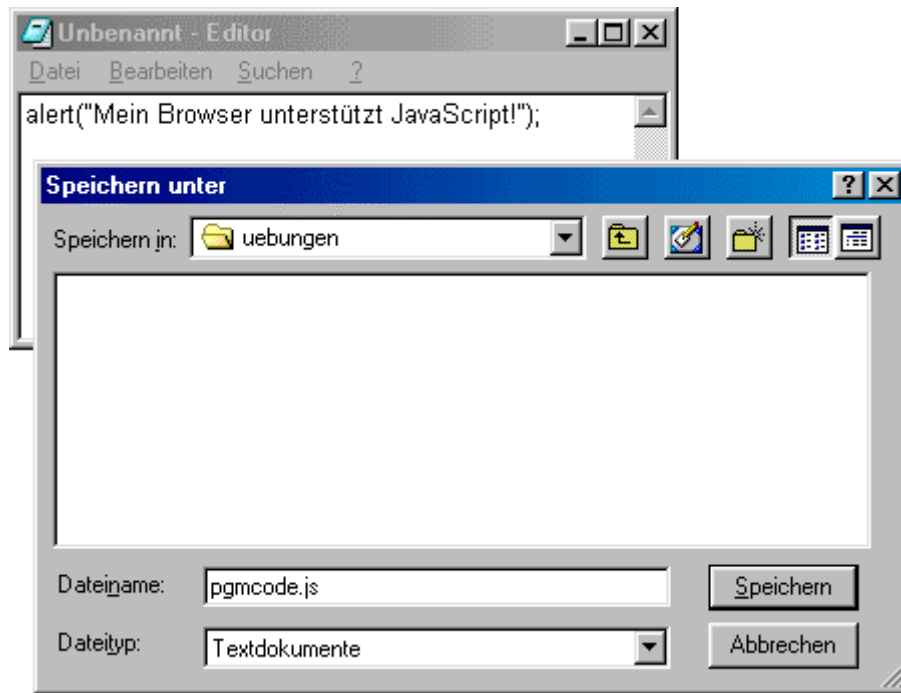 Unbenannt - Editor
Datei Bearbeiten Suchen ?
alert("Mein Browser unterstützt JavaScript!");
Speichern unter
Speichern in: uebungen
Dateiname: pgmcode.js Speichern
Dateityp: Textdokumente Abbrechen